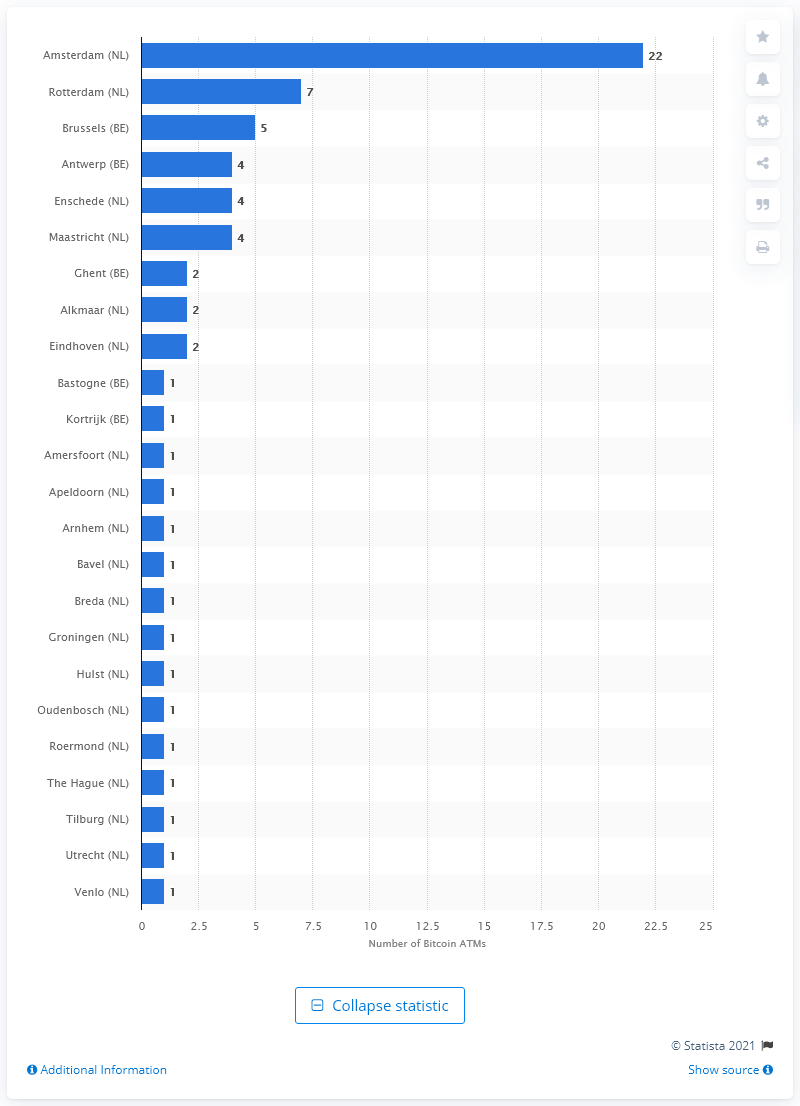 Amsterdam (NL) 22
Rotterdam (NL) 7
Brussels (BE) 5
Antwerp (BE) 4
Enschede (NL) 4
Maastricht (NL) 4
Ghent (BE) 2
Alkmaar (NL) 2
Eindhoven (NL) 2
Bastogne (BE) 1
Kortrijk (BE) 1
Amersfoort (NL) 1
Apeldoorn (NL) 1
Arnhem (NL) 1
Bavel (NL) 1
Breda (NL) 1
Groningen (NL) 1
Hulst (NL) 1
Oudenbosch (NL) 1
Roermond (NL) 1
The Hague (NL) 1
Tilburg (NL) 1
Utrecht (NL) 1
Venlo (NL) 1
0 2.5 5 7.5 10 12.5 15 17.5 20 22.5 25
Number of Bitcoin ATMs
Collapse statistic
© Statista 2021
Additional Information
Show source